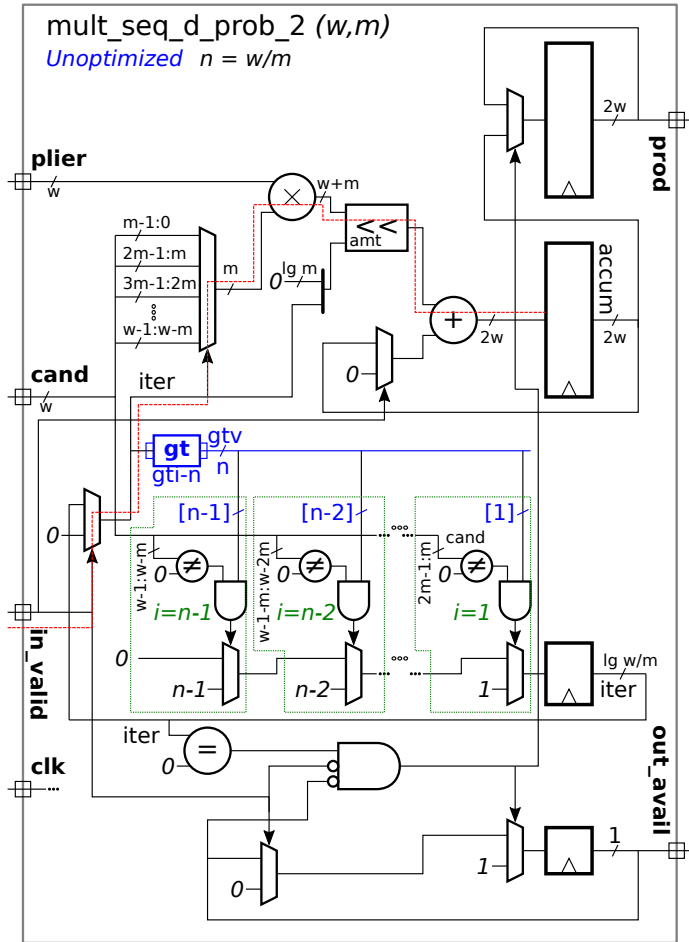 mult_seq_d_prob_2 (w,m)
Unoptimized n = w/m
2w
plier
w
prod
w+m
<<
amt
m-1:0
2m-1:m
3m-1:2m
w-1:w-m
m
0
lg m
accum
+
2w
2w
0
cand
w
iter
gt
gtv
gti-n
n
0
[n-1]
[n-2]
[1]
w-1:w-m
0
≠
w-1-m:w-2m
0
≠
2m-1:m
cand
0
≠
i=n-1
i=n-2
i=1
in_valid
0
n-1
n-2
1
lg w/m
iter
iter
=
0
out_avail
clk
1
1
0